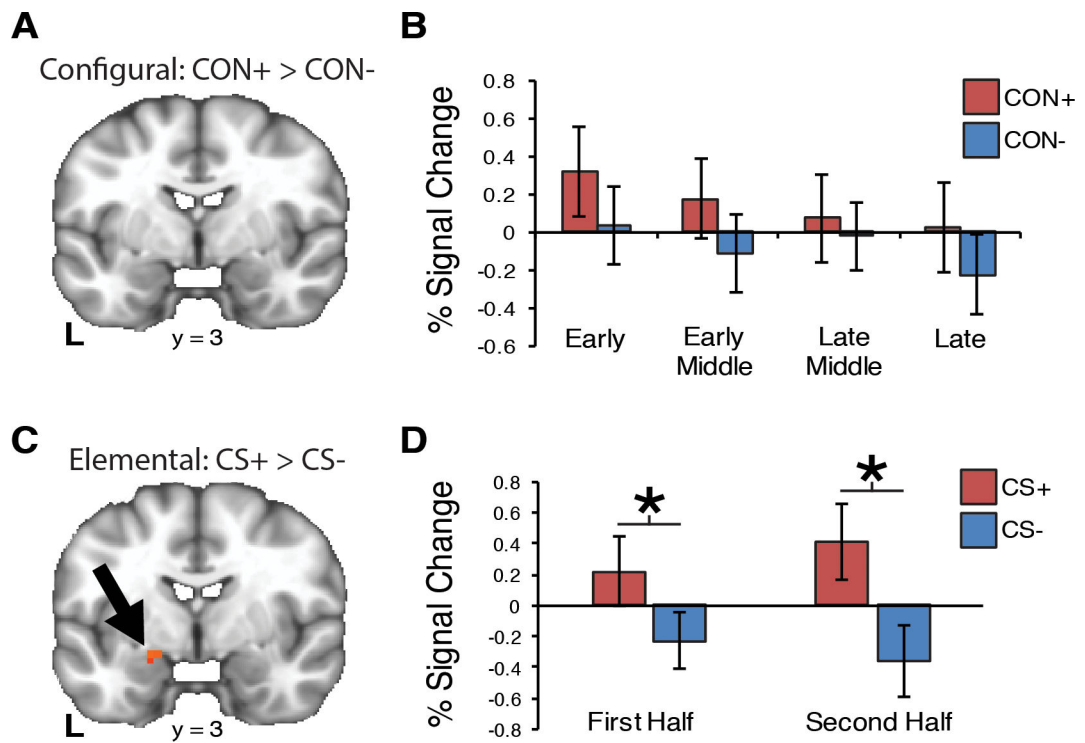 A
Configural: CON+ > CON-
L
y = 3
B
% Signal Change
0.8
0.6
0.4
0.2
0
-0.2
-0.4
-0.6
Early
Early
Middle
Late
Middle
Late
CON+
CON-
C
Elemental: CS+ > CS-
L
y = 3
D
% Signal Change
0.8
0.6
0.4
0.2
0
-0.2
-0.4
-0.6
-0.8
*
*
First Half
Second Half
CS+
CS-